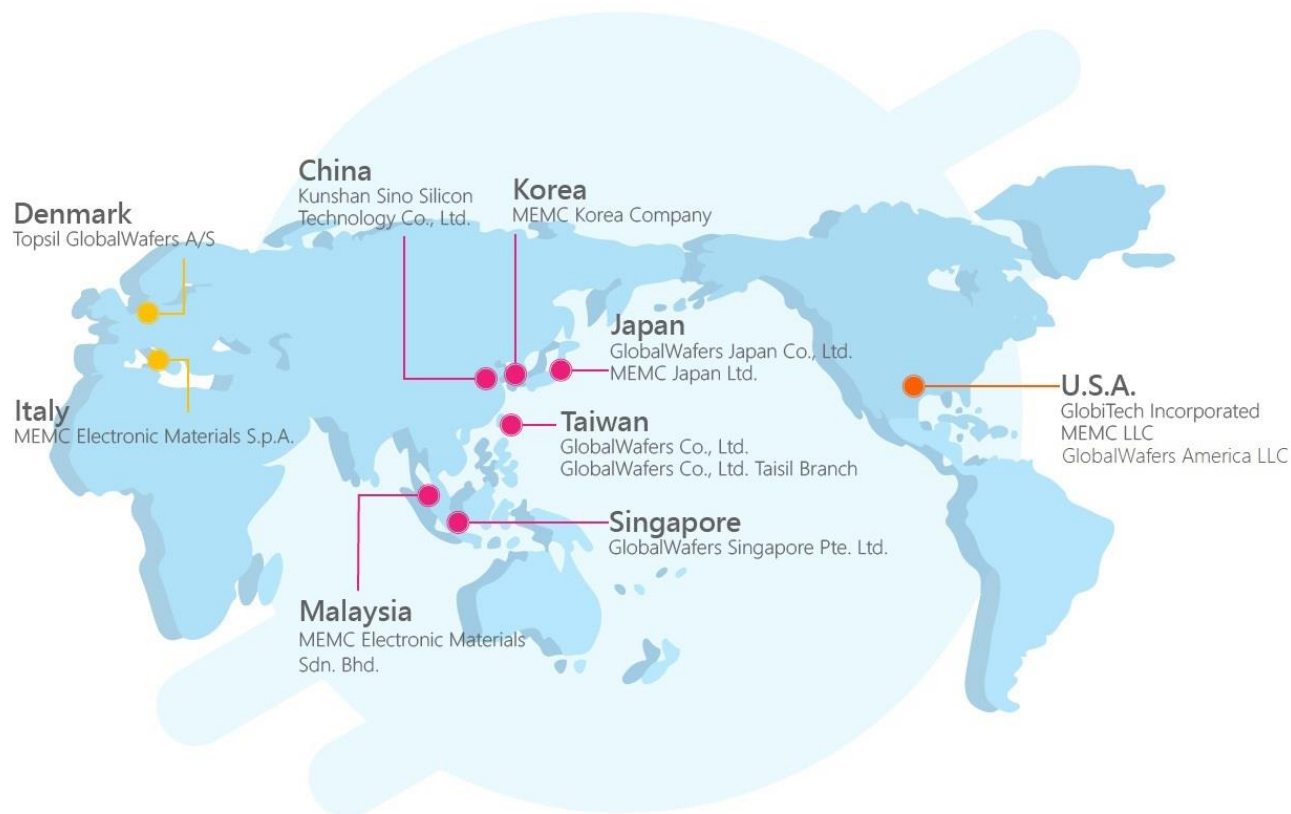 China
Kunshan Sino Silicon
Technology Co., Ltd.
Korea
MEMC Korea Company
Denmark
Topsil GlobalWafers A/S
Japan
GlobalWafers Japan Co., Ltd.
MEMC Japan Ltd.
U.S.A.
GlobiTech Incorporated
MEMC LLC
GlobalWafers America LLC
Italy
MEMC Electronic Materials S.p.A.
Taiwan
GlobalWafers Co., Ltd.
GlobalWafers Co., Ltd. Taisil Branch
Singapore
GlobalWafers Singapore Pte. Ltd.
Malaysia
MEMC Electronic Materials
Sdn. Bhd.